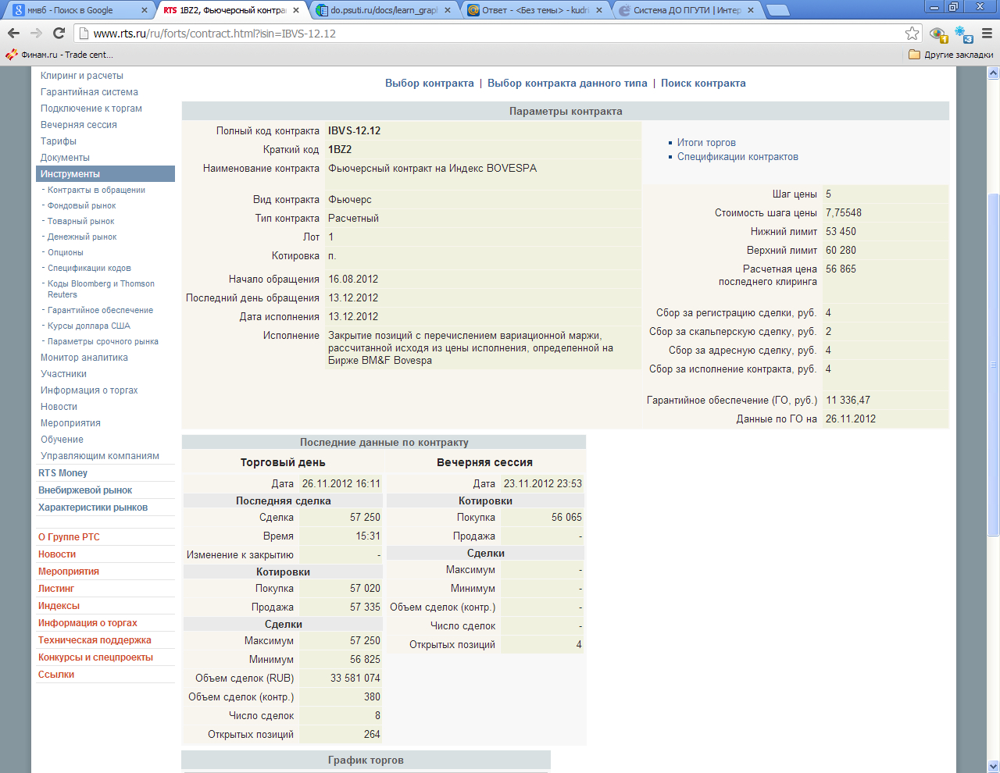 ммвб - Поиск в Google
RTS 1BZ2, Фьючерсный контра
do.psuti.ru/docs/learn_grap
Ответ - <Без темы> - kudri
Система ДО ПГУТИ | Интер
www.rts.ru/ru/forts/contract.html?isin=IBVS-12.12
1
3
Финам.ru - Trade cent...
Другие закладки
Клиринг и расчеты
Гарантийная система
Подключение к торгам
Вечерняя сессия
Тарифы
Документы
Инструменты
- Контракты в обращении
- Фондовый рынок
- Товарный рынок
- Денежный рынок
- Опционы
- Спецификации кодов
- Коды Bloomberg и Thomson
Reuters
- Гарантийное обеспечение
- Курсы доллара США
- Параметры срочного рынка
Монитор аналитика
Участники
Информация о торгах
Новости
Мероприятия
Обучение
Управляющим компаниям
RTS Money
Внебиржевой рынок
Характеристики рынков
О Группе РТС
Новости
Мероприятия
Листинг
Индексы
Информация о торгах
Техническая поддержка
Конкурсы и спецпроекты
Ссылки
Выбор контракта | Выбор контракта данного типа | Поиск контракта
Параметры контракта
Полный код контракта IBVS-12.12
Краткий код 1BZ2
Наименование контракта Фьючерсный контракт на Индекс BOVESPA
Вид контракта Фьючерс
Тип контракта Расчетный
Лот 1
Котировка п.
Начало обращения 16.08.2012
Последний день обращения 13.12.2012
Дата исполнения 13.12.2012
Исполнение Закрытие позиций с перечислением вариационной маржи,
рассчитанной исходя из цены исполнения, определенной на
Бирже BM&F Bovespa
Итоги торгов
Спецификации контрактов
Шаг цены 5
Стоимость шага цены 7,75548
Нижний лимит 53 450
Верхний лимит 60 280
Расчетная цена 56 865
последнего клиринга
Сбор за регистрацию сделки, руб. 4
Сбор за скальперскую сделку, руб. 2
Сбор за адресную сделку, руб. 4
Сбор за исполнение контракта, руб. 4
Гарантийное обеспечение (ГО, руб.) 11 336,47
Данные по ГО на 26.11.2012
Последние данные по контракту
Торговый день
Дата 26.11.2012 16:11
Последняя сделка
Сделка 57 250
Время 15:31
Изменение к закрытию -
Котировки
Покупка 57 020
Продажа 57 335
Сделки
Максимум 57 250
Минимум 56 825
Объем сделок (RUB) 33 581 074
Объем сделок (контр.) 380
Число сделок 8
Открытых позиций 264
Вечерняя сессия
Дата 23.11.2012 23:53
Котировки
Покупка 56 065
Продажа -
Сделки
Максимум -
Минимум -
Объем сделок (контр.) -
Число сделок -
Открытых позиций 4
График торгов